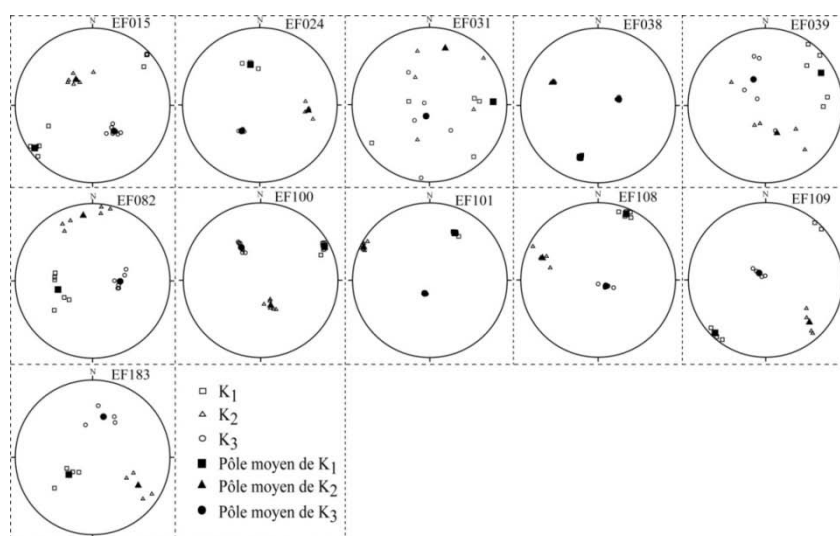 EF015
N
EF024
N
EF031
N
EF038
N
EF039
N
EF082
N
EF100
N
EF101
N
EF108
N
EF109
N
EF183
N
K1
K2
K3
Pôle moyen de K1
Pôle moyen de K2
Pôle moyen de K3